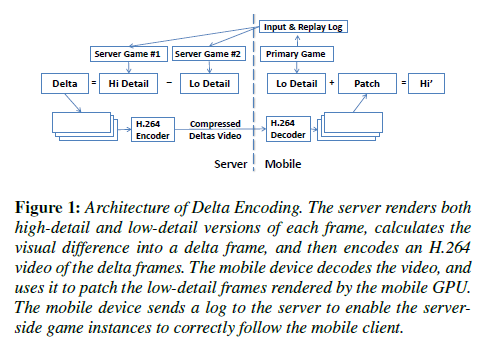 Input & Replay Log
Server Game #1 Server Game #2 Primary Game
Delta = Hi Detail − Lo Detail Lo Detail + Patch = Hi’
H.264 Encoder Compressed Deltas Video H.264 Decoder
Server Mobile
Figure 1: Architecture of Delta Encoding. The server renders both
high-detail and low-detail versions of each frame, calculates the
visual difference into a delta frame, and then encodes an H.264
video of the delta frames. The mobile device decodes the video, and
uses it to patch the low-detail frames rendered by the mobile GPU.
The mobile device sends a log to the server to enable the server-
side game instances to correctly follow the mobile client.